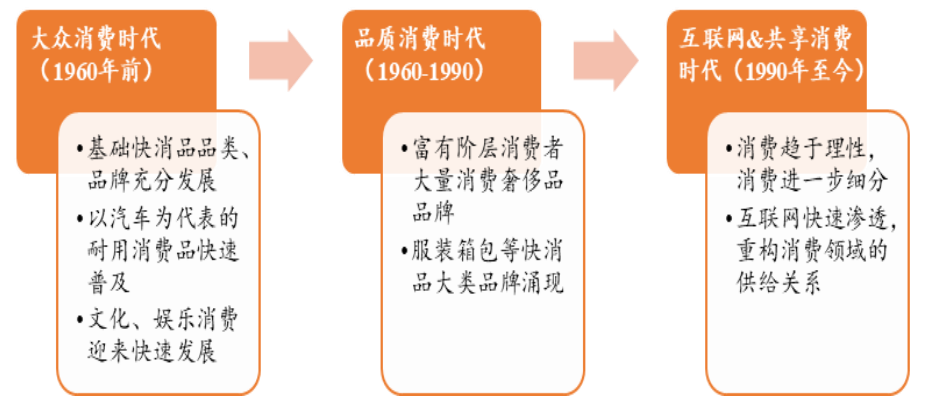 大众消费时代
（1960年前）
•基础快消品品类、
品牌充分发展
•以汽车为代表的
耐用消费品快速
普及
•文化、娱乐消费
迎来快速发展
品质消费时代
（1960-1990）
•富有阶层消费者
大量消费奢侈品
品牌
•服装箱包等快消
品大类品牌涌现
互联网&共享消费
时代（1990年至今）
•消费趋于理性，
消费进一步细分
•互联网快速渗透，
重构消费领域的
供给关系